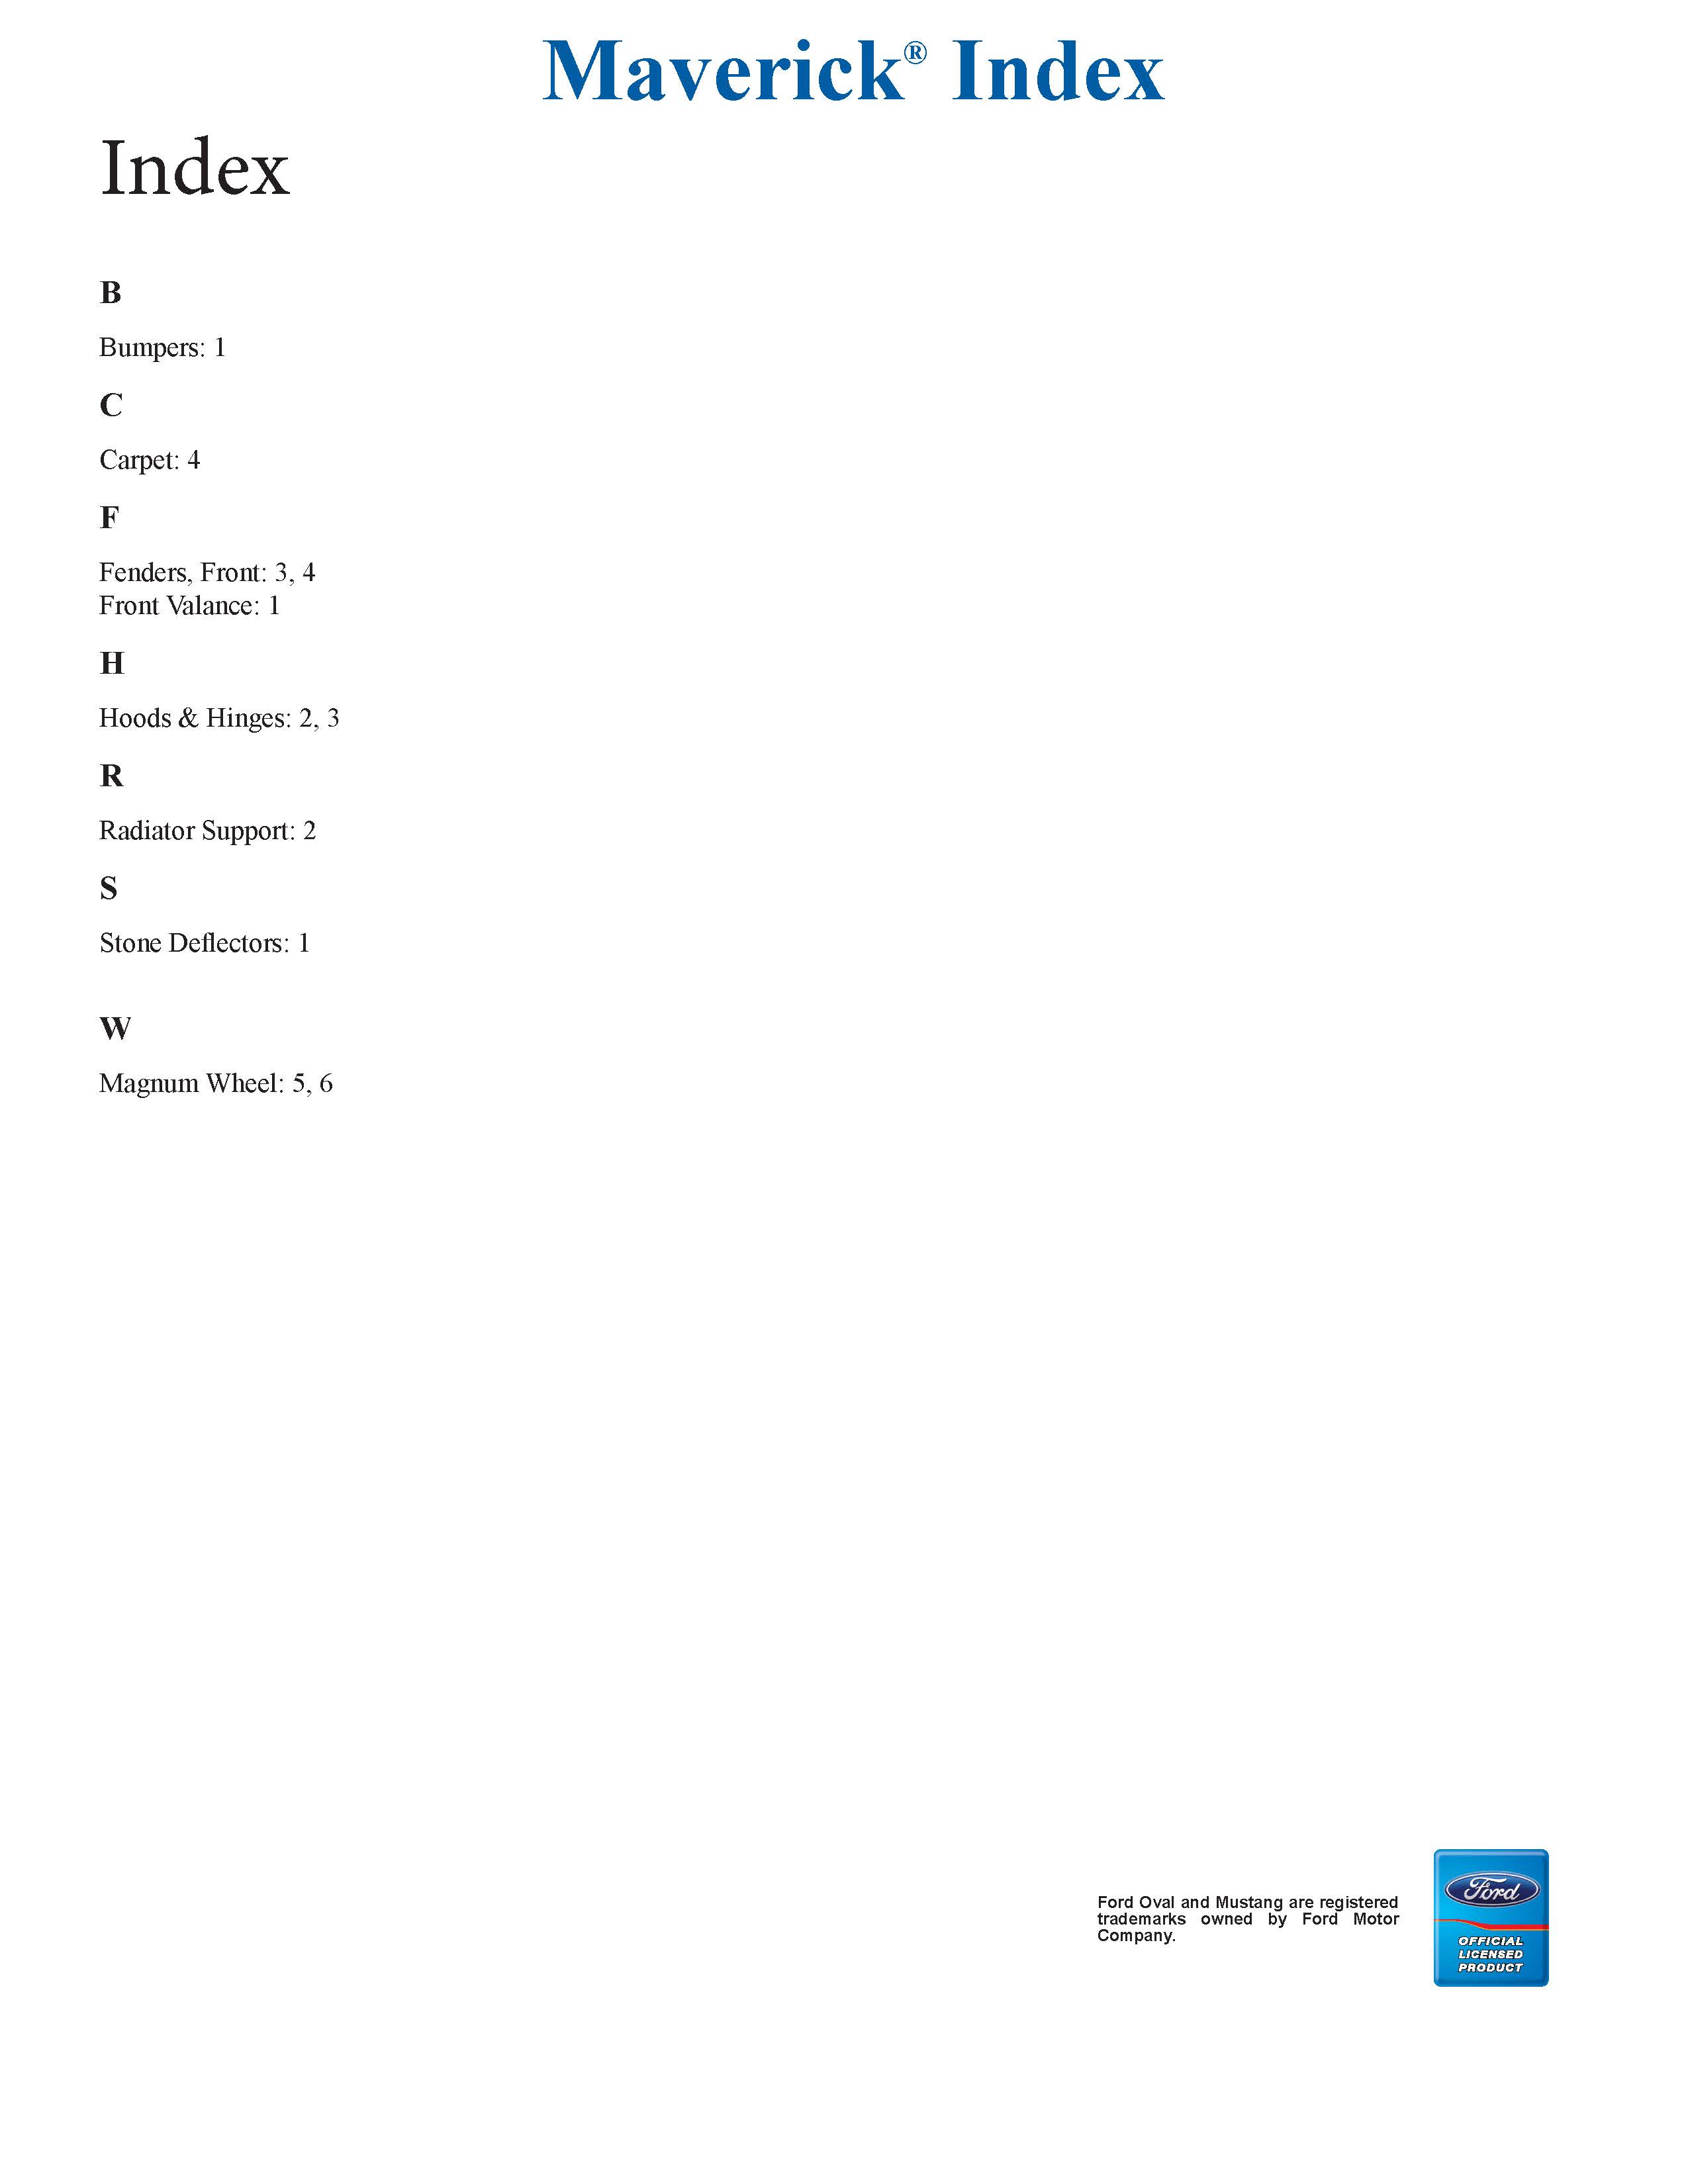 Maverick® Index
Index
B
Bumpers: 1
C
Carpet: 4
F
Fenders, Front: 3, 4
Front Valance: 1
H
Hoods & Hinges: 2, 3
R
Radiator Support: 2
S
Stone Deflectors: 1
W
Magnum Wheel: 5, 6
Ford Oval and Mustang are registered
trademarks owned by Ford Motor
Company.
Ford
OFFICIAL
LICENSED
PRODUCT